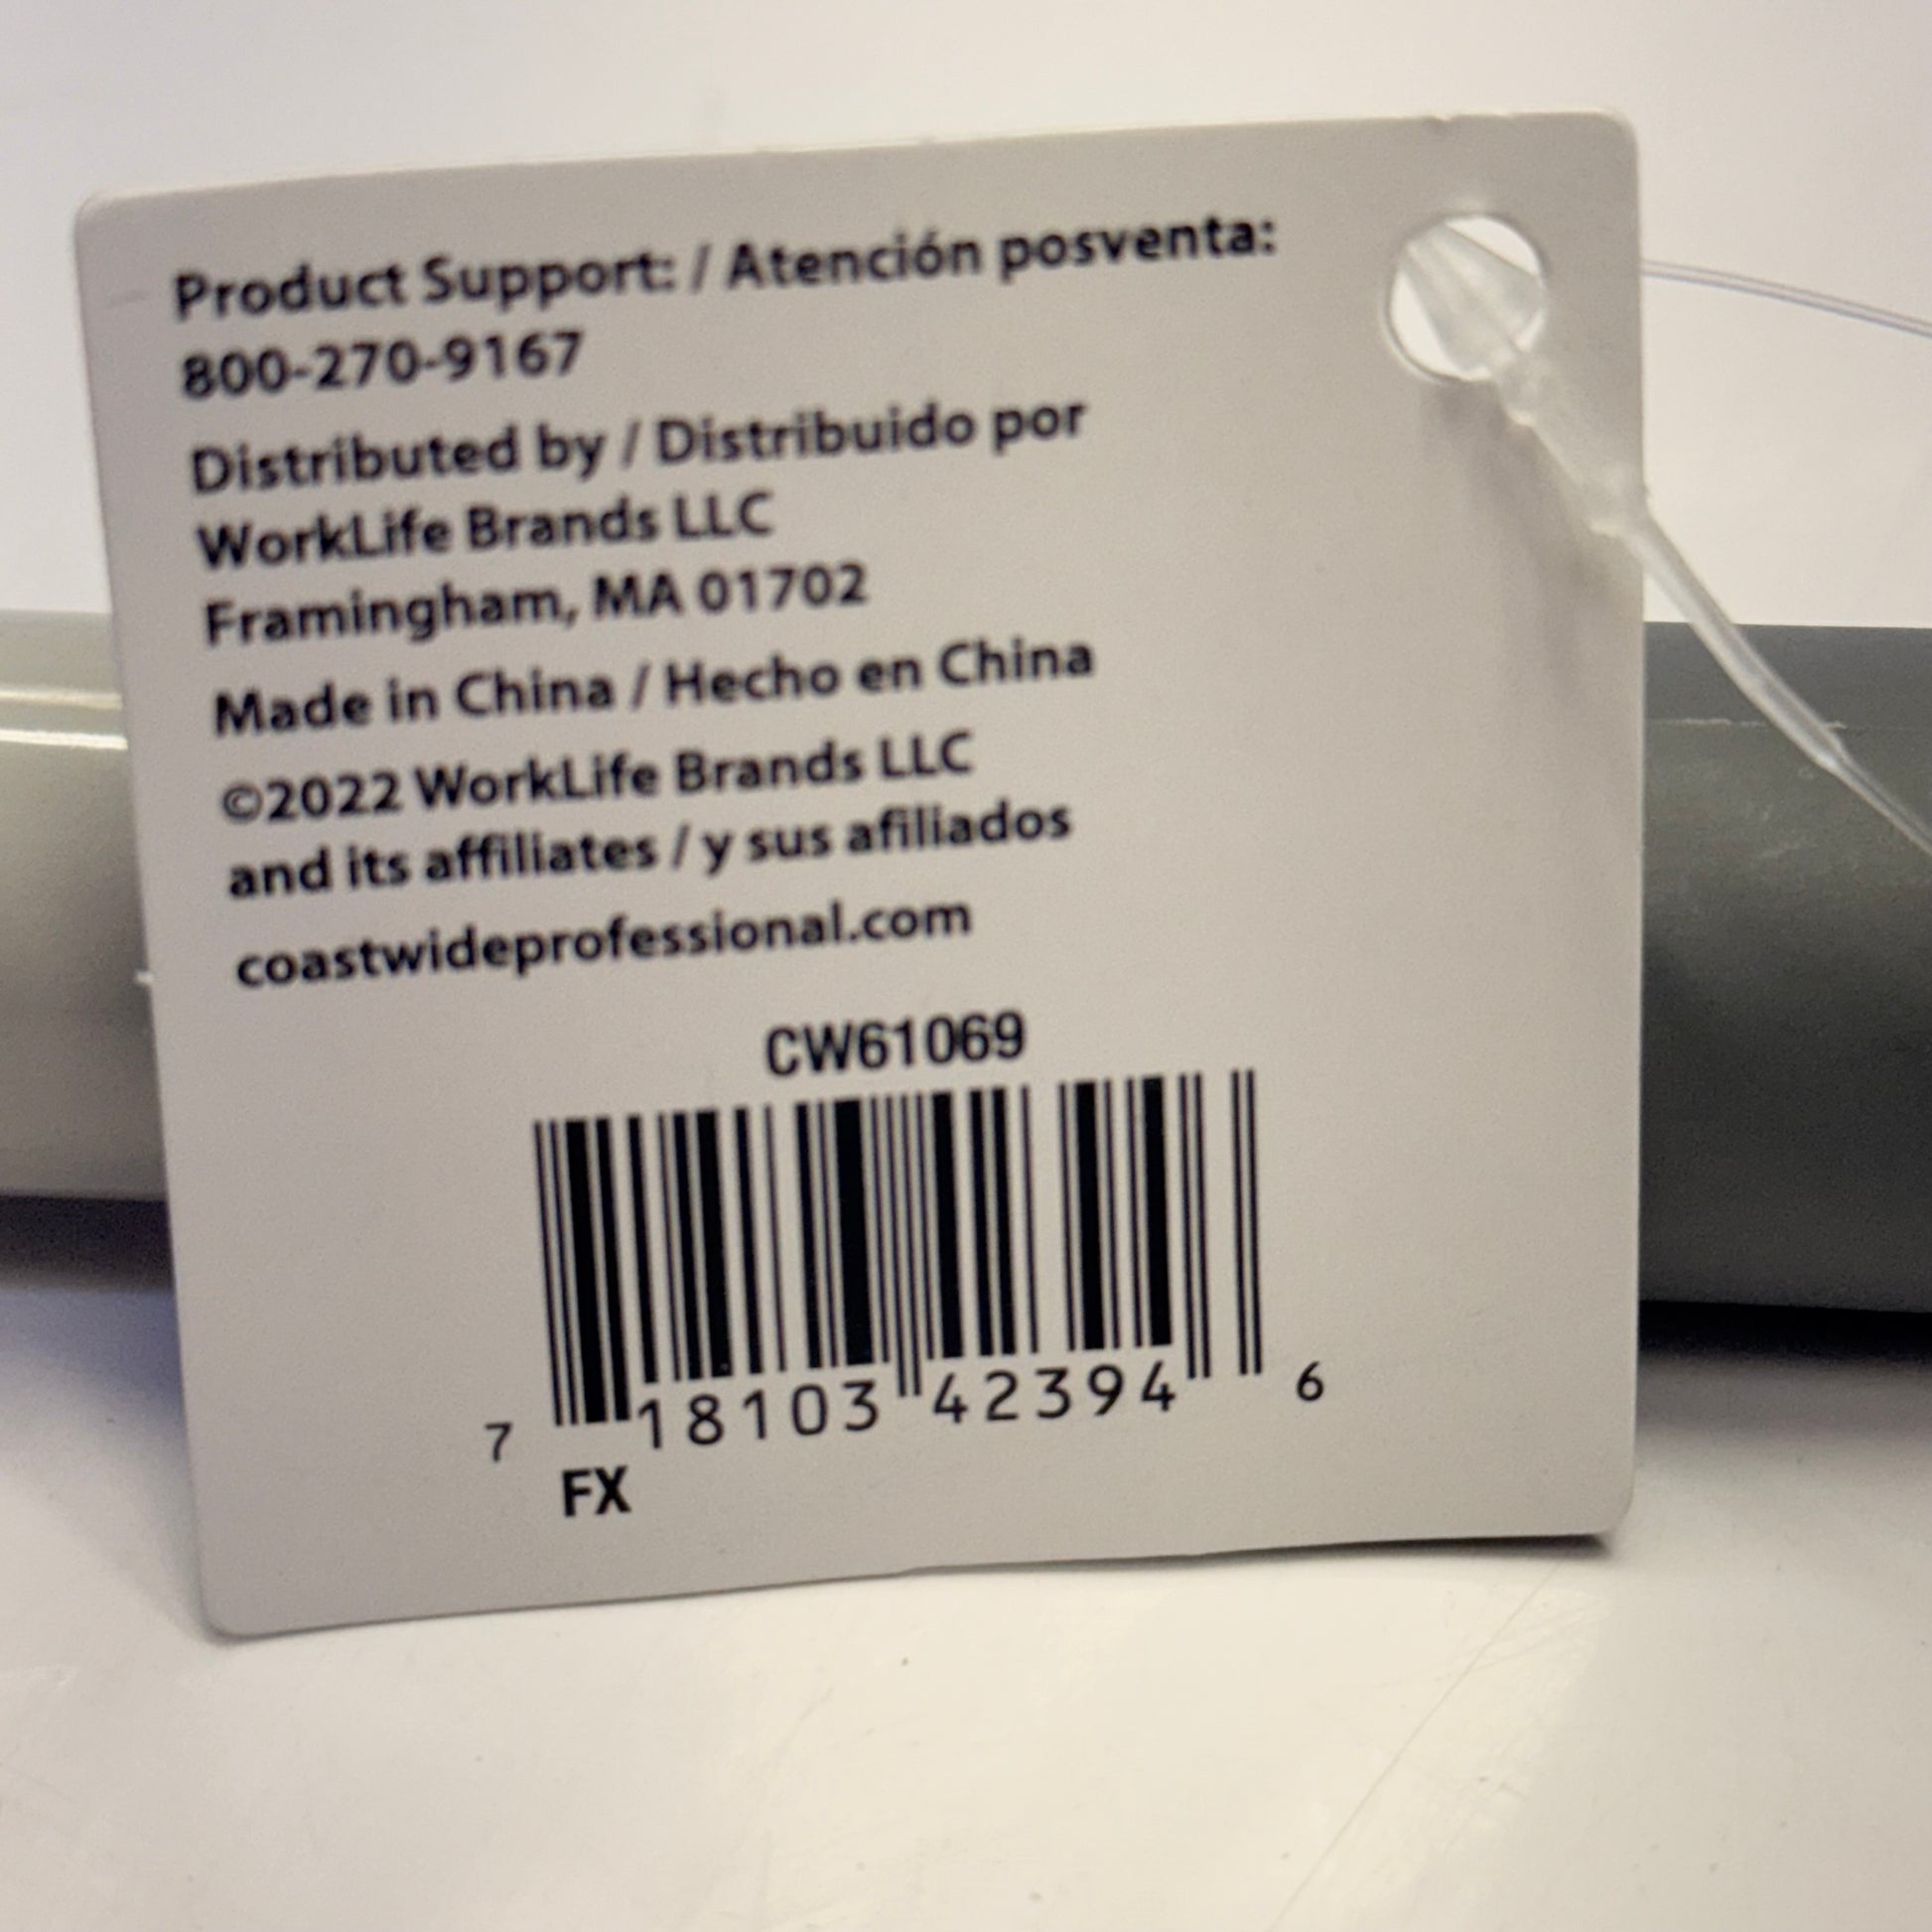 Product Support: / Atención posventa:
800-270-9167
Distributed by / Distribuido por
WorkLife Brands LLC
Framingham, MA 01702
Made in China / Hecho en China
©2022 WorkLife Brands LLC
and its affiliates / y sus afiliados
coastwideprofessional.com
CW61069
7 18103 42394 6
FX